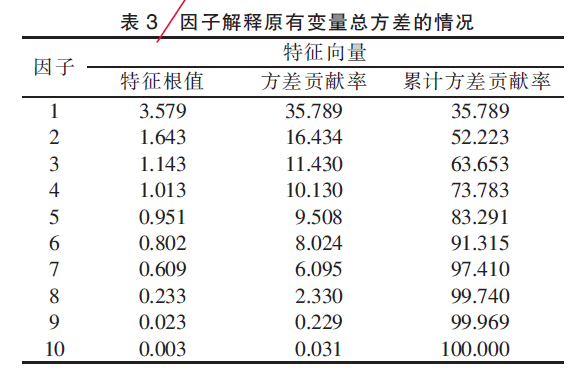 表 3 因子解释原有变量总方差的情况
因子 特征向量
特征根值 方差贡献率 累计方差贡献率
1 3.579 35.789 35.789
2 1.643 16.434 52.223
3 1.143 11.430 63.653
4 1.013 10.130 73.783
5 0.951 9.508 83.291
6 0.802 8.024 91.315
7 0.609 6.095 97.410
8 0.233 2.330 99.740
9 0.023 0.229 99.969
10 0.003 0.031 100.000